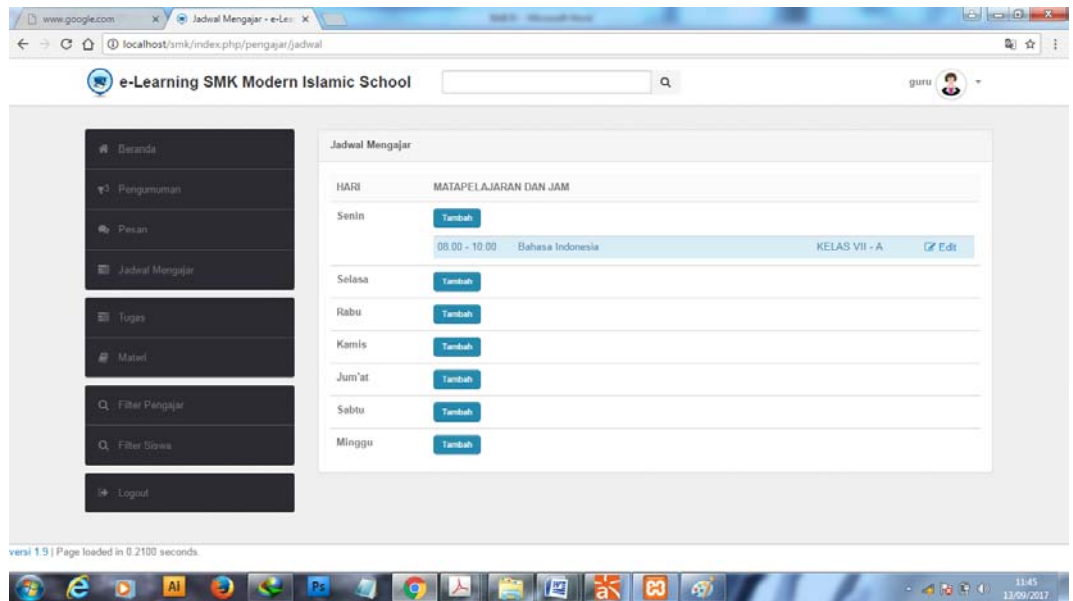 www.google.com
Jadwal Mengajar - e-Lea
localhost/smk/index.php/pengajar/jadwal
e-Learning SMK Modern Islamic School
guru
Beranda
Pengumuman
Pesan
Jadwal Mengajar
Tugas
Materi
Filter Pengajar
Filter Siswa
Logout
Jadwal Mengajar
HARI MATAPELAJARAN DAN JAM
Senin Tambah
08:00 - 10:00 Bahasa Indonesia KELAS VII - A Edit
Selasa Tambah
Rabu Tambah
Kamis Tambah
Jum'at Tambah
Sabtu Tambah
Minggu Tambah
versi 1.9 | Page loaded in 0.2100 seconds.
Ai
Ps
11:45
13/09/2017